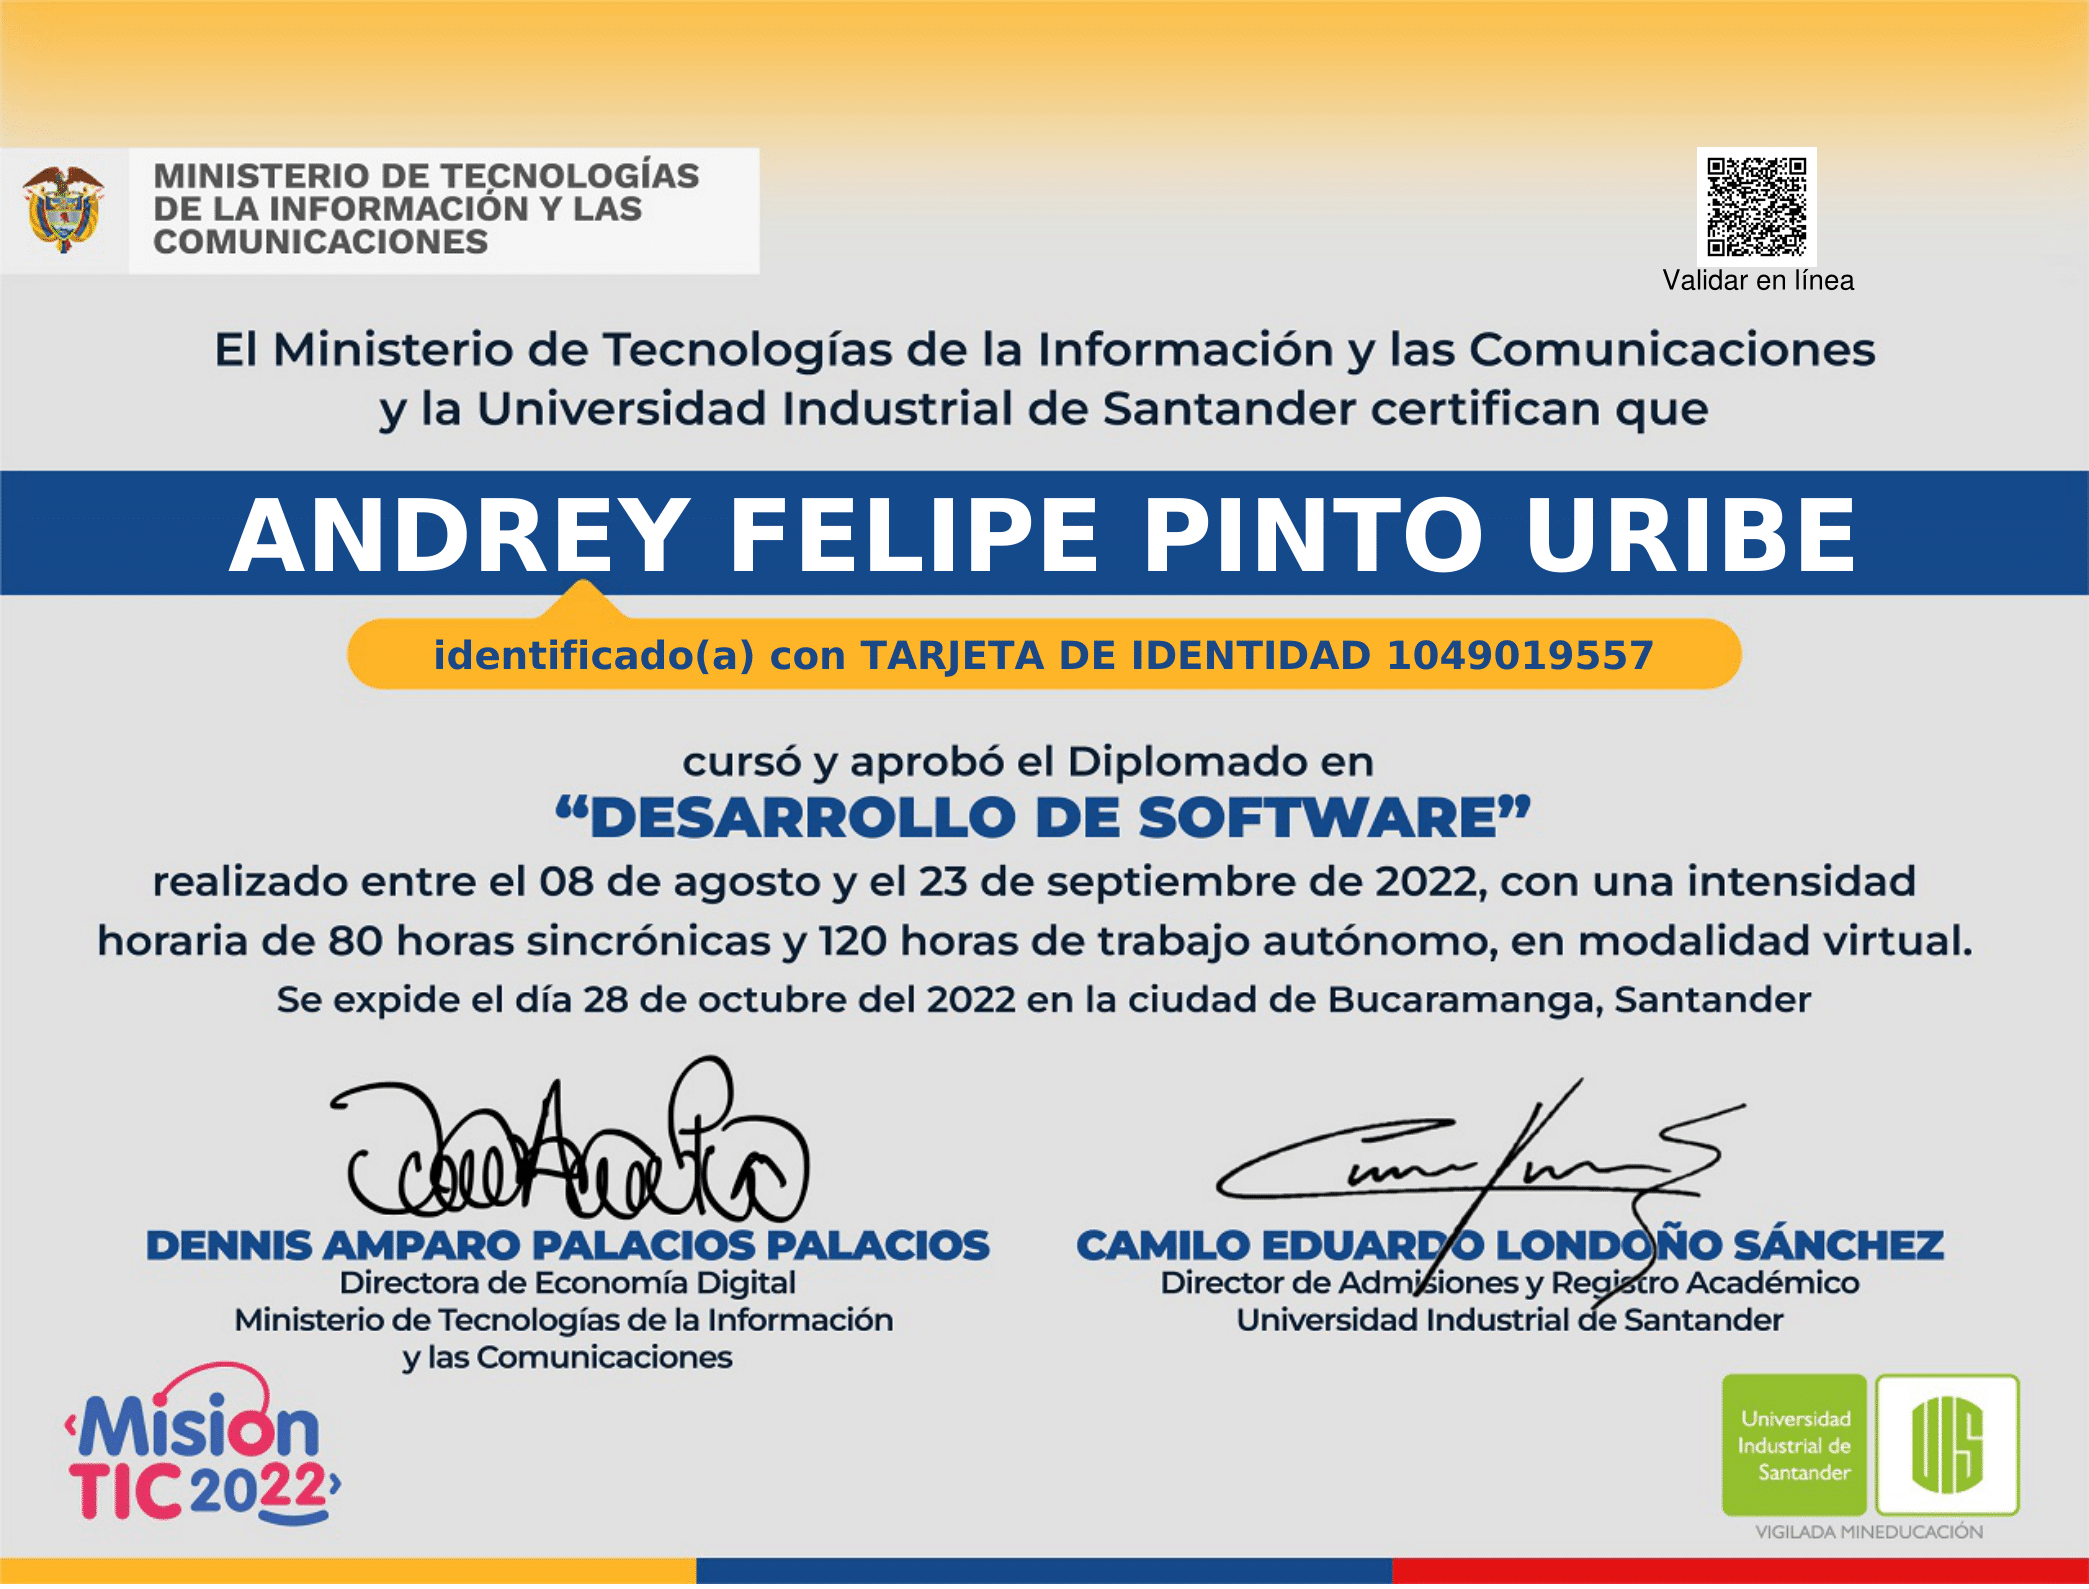 MINISTERIO DE TECNOLOGÍAS
DE LA INFORMACIÓN Y LAS
COMUNICACIONES
Validar en línea
El Ministerio de Tecnologías de la Información y las Comunicaciones
y la Universidad Industrial de Santander certifican que
ANDREY FELIPE PINTO URIBE
identificado(a) con TARJETA DE IDENTIDAD 1049019557
cursó y aprobó el Diplomado en
“DESARROLLO DE SOFTWARE”
realizado entre el 08 de agosto y el 23 de septiembre de 2022, con una intensidad
horaria de 80 horas sincrónicas y 120 horas de trabajo autónomo, en modalidad virtual.
Se expide el día 28 de octubre del 2022 en la ciudad de Bucaramanga, Santander
DENNIS AMPARO PALACIOS PALACIOS
Directora de Economía Digital
Ministerio de Tecnologías de la Información
y las Comunicaciones
CAMILO EDUARDO LONDOÑO SÁNCHEZ
Director de Admisiones y Registro Académico
Universidad Industrial de Santander
‹Misión
TIC 2022›
Universidad
Industrial de
Santander
UIS
VIGILADA MINEDUCACIÓN